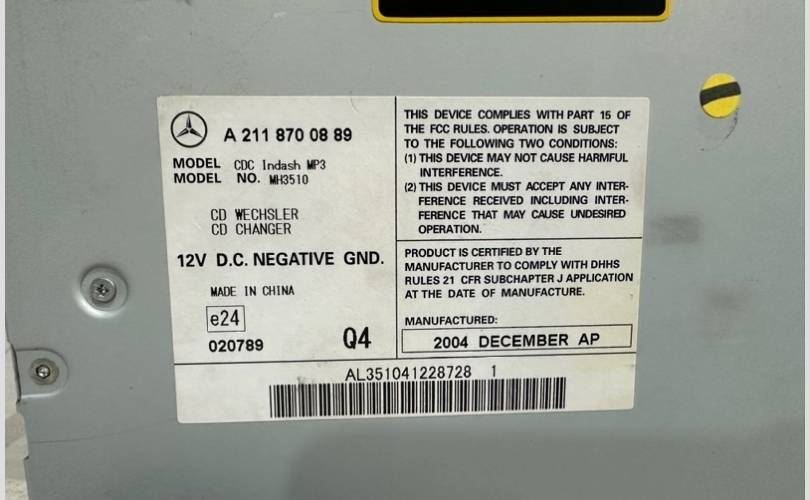 A 211 870 08 89
MODEL CDC Indash MP3
MODEL NO. MH3510
CD WECHSLER
CD CHANGER
12V D.C. NEGATIVE GND.
MADE IN CHINA
e24
020789 Q4
THIS DEVICE COMPLIES WITH PART 15 OF
THE FCC RULES. OPERATION IS SUBJECT
TO THE FOLLOWING TWO CONDITIONS:
(1) THIS DEVICE MAY NOT CAUSE HARMFUL
INTERFERENCE.
(2) THIS DEVICE MUST ACCEPT ANY INTER-
FERENCE RECEIVED INCLUDING INTER-
FERENCE THAT MAY CAUSE UNDESIRED
OPERATION.
PRODUCT IS CERTIFIED BY THE
MANUFACTURER TO COMPLY WITH DHHS
RULES 21 CFR SUBCHAPTER J APPLICATION
AT THE DATE OF MANUFACTURE.
MANUFACTURED:
2004 DECEMBER AP
AL351041228728 1